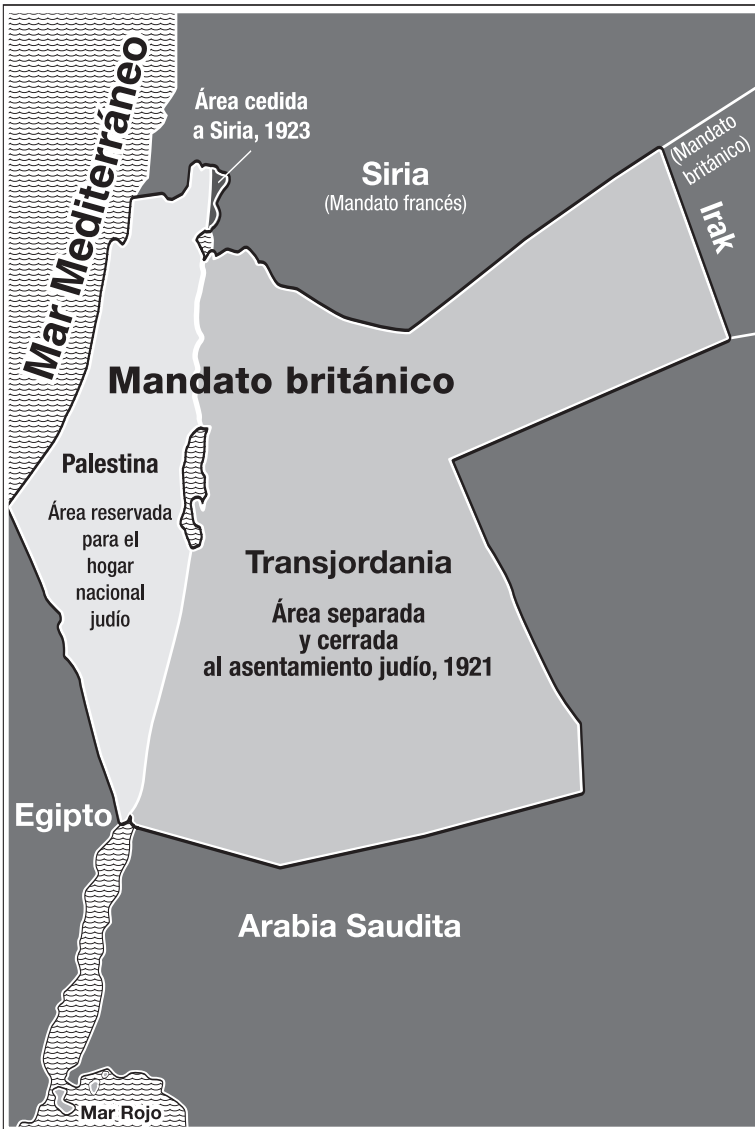 Mar Mediterráneo
Área cedida
a Siria, 1923
Siria
(Mandato francés)
(Mandato
británico)
Irak
Mandato británico
Palestina
Área reservada
para el
hogar
nacional
judío
Transjordania
Área separada
y cerrada
al asentamiento judío, 1921
Egipto
Arabia Saudita
Mar Rojo